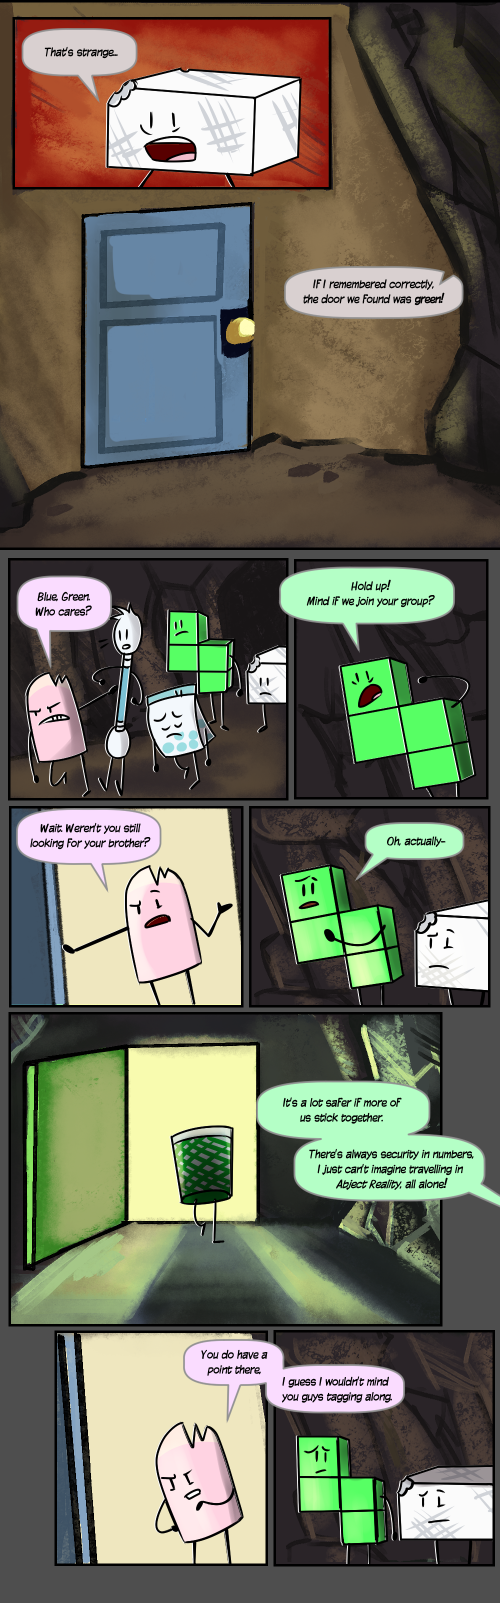 That's strange...
If I remembered correctly,
the door we found was green!
Blue, Green.
Who cares?
Hold up!
Mind if we join your group?
Wait. Weren't you still
looking for your brother?
Oh, actually-
It's a lot safer if more of
us stick together.
There's always security in numbers,
I just can't imagine travelling in
Abject Reality, all alone!
You do have a
point there,
I guess I wouldn't mind
you guys tagging along.